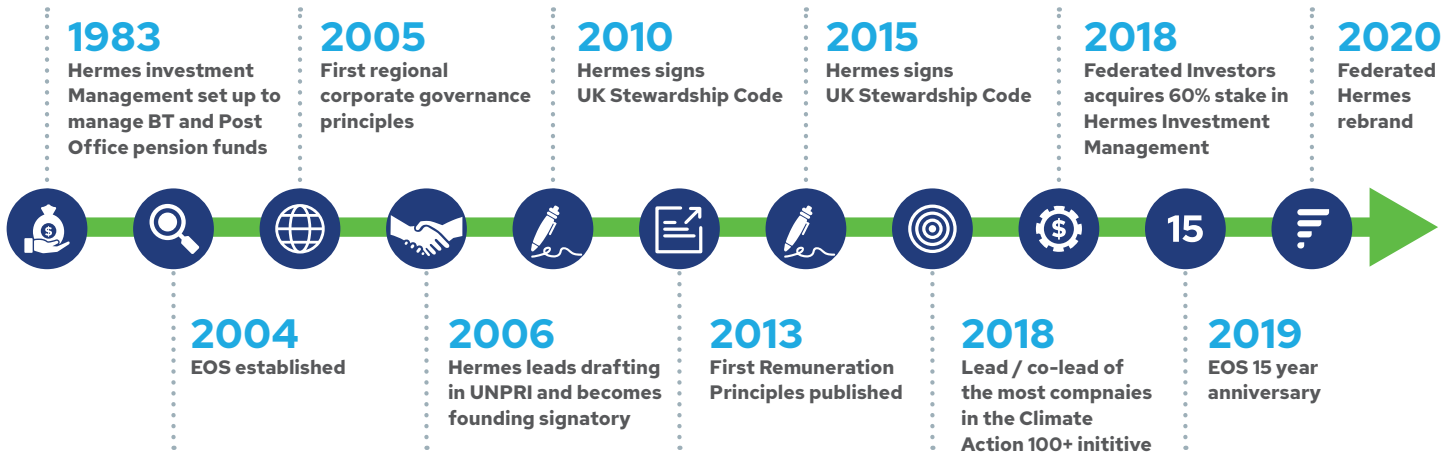 1983
Hermes investment
Management set up to
manage BT and Post
Office pension funds
2005
First regional
corporate governance
principles
2010
Hermes signs
UK Stewardship Code
2015
Hermes signs
UK Stewardship Code
2018
Federated Investors
acquires 60% stake in
Hermes Investment
Management
2020
Federated
Hermes
rebrand
$
$
15
2004
EOS established
2006
Hermes leads drafting
in UNPRI and becomes
founding signatory
2013
First Remuneration
Principles published
2018
Lead / co-lead of
the most compnaies
in the Climate
Action 100+ inititive
2019
EOS 15 year
anniversary